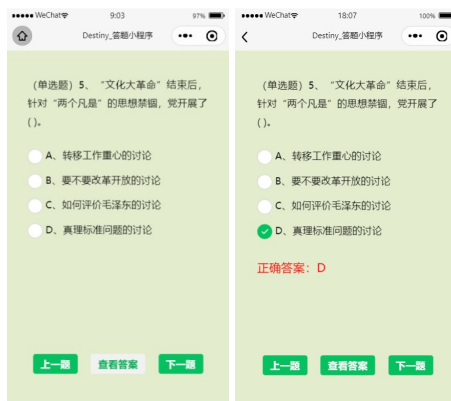 WeChat 9:03 97%
Destiny_答题小程序
(单选题) 5、“文化大革命”结束后,
针对“两个凡是”的思想禁锢, 党开展了
( )。
A、转移工作重心的讨论
B、要不要改革开放的讨论
C、如何评价毛泽东的讨论
D、真理标准问题的讨论
上一题 查看答案 下一题
WeChat 18:07 100%
Destiny_答题小程序
(单选题) 5、“文化大革命”结束后,
针对“两个凡是”的思想禁锢, 党开展了
( )。
A、转移工作重心的讨论
B、要不要改革开放的讨论
C、如何评价毛泽东的讨论
D、真理标准问题的讨论
正确答案: D
上一题 查看答案 下一题